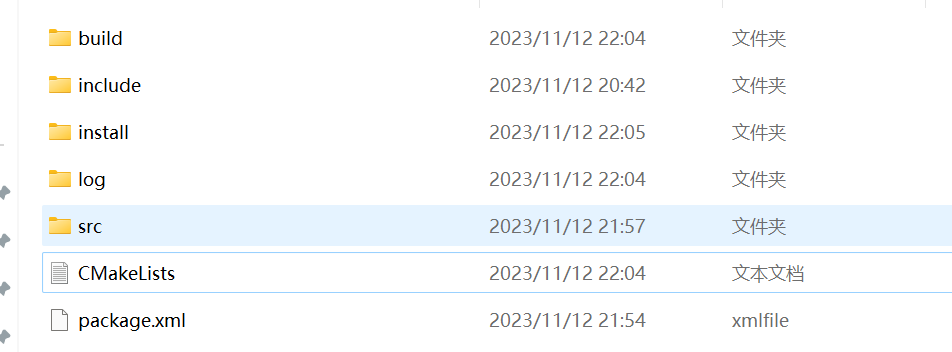 build 2023/11/12 22:04 文件夹
include 2023/11/12 20:42 文件夹
install 2023/11/12 22:05 文件夹
log 2023/11/12 22:04 文件夹
src 2023/11/12 21:57 文件夹
CMakeLists 2023/11/12 22:04 文本文档
package.xml 2023/11/12 21:54 xmlfile